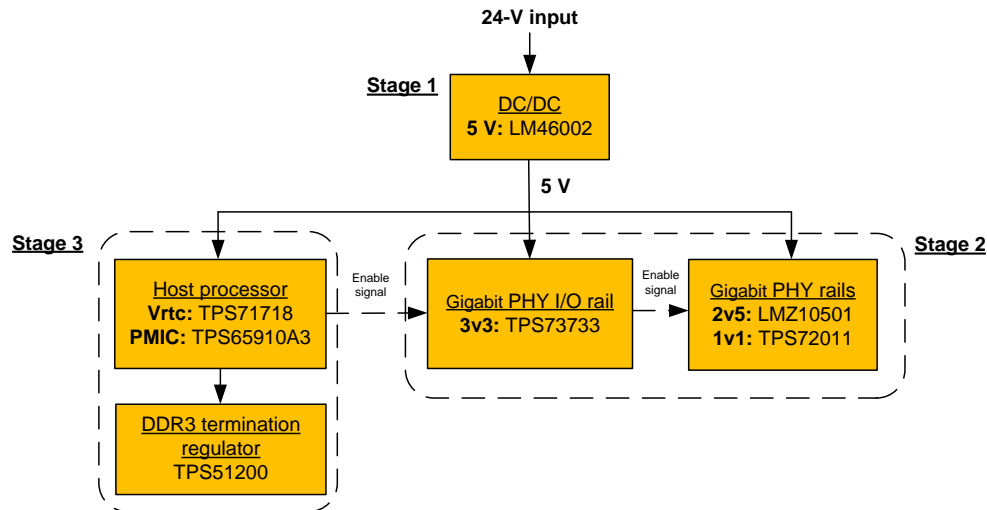 24-V input
Stage 1
DC/DC
5 V: LM46002
5 V
Stage 3
Stage 2
Host processor
Vrtc: TPS71718
PMIC: TPS65910A3
Enable
signal
Gigabit PHY I/O rail
3v3: TPS73733
Enable
signal
Gigabit PHY rails
2v5: LMZ10501
1v1: TPS72011
DDR3 termination
regulator
TPS51200